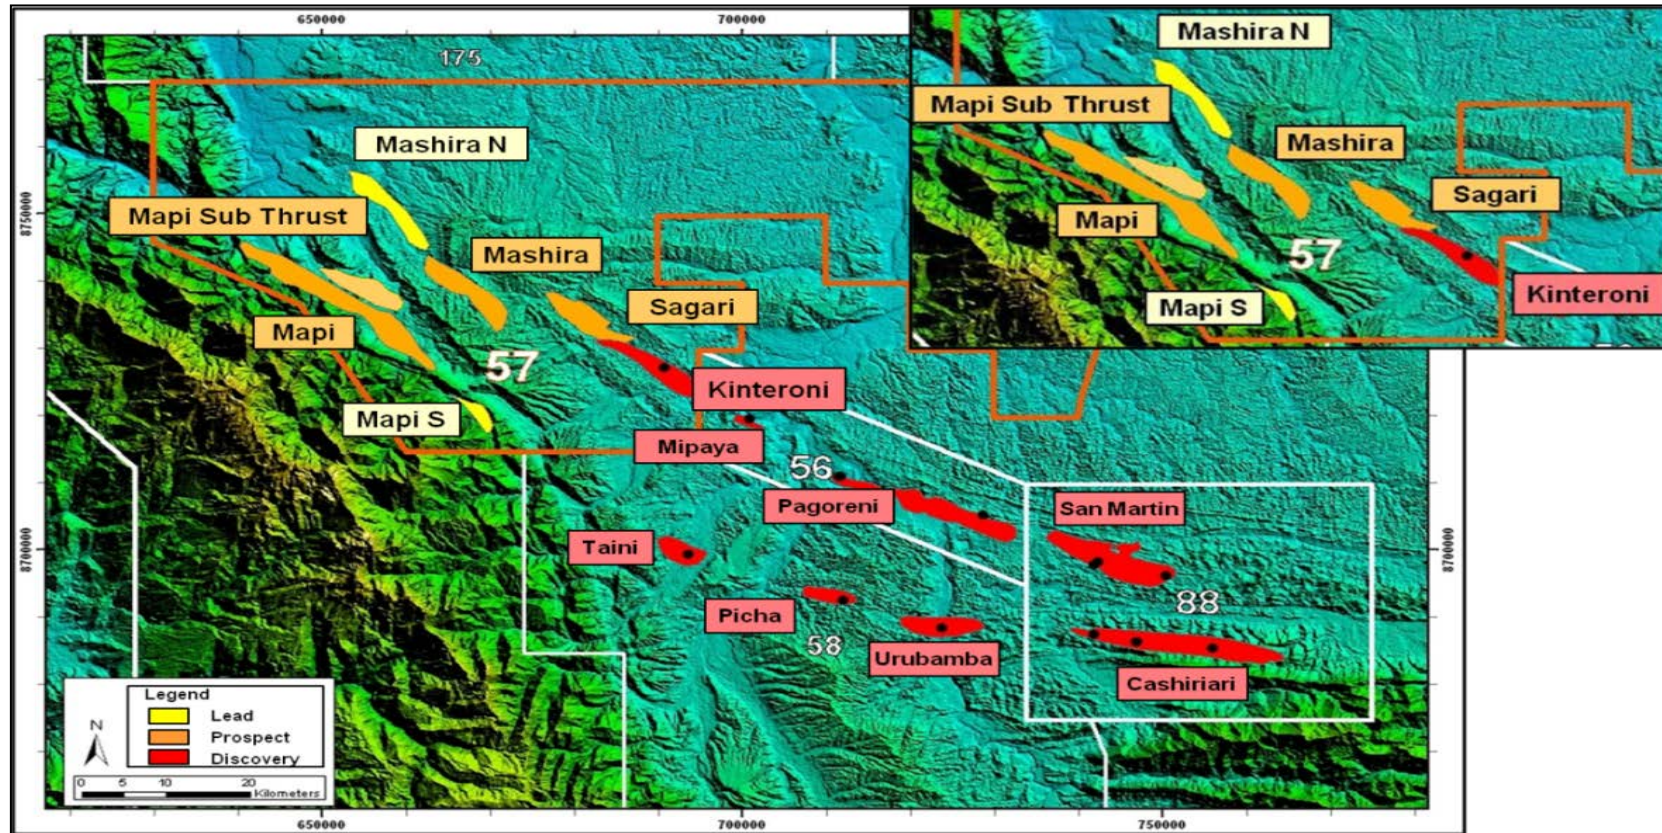 650000
700000
175
Mashira N
Mapi Sub Thrust
Mashira
Mapi
Sagari
57
Mapi S
Kinteroni
Mashira N
Mapi Sub Thrust
Mashira
Sagari
Mapi
57
Kinteroni
Mapi S
Mipaya
56
Pagoreni
San Martin
Taini
88
Picha
58
Urubamba
Cashiriari
8750000
8700000
8700000
Legend
Lead
Prospect
Discovery
N
0 5 10 20
Kilometers
650000
700000
750000